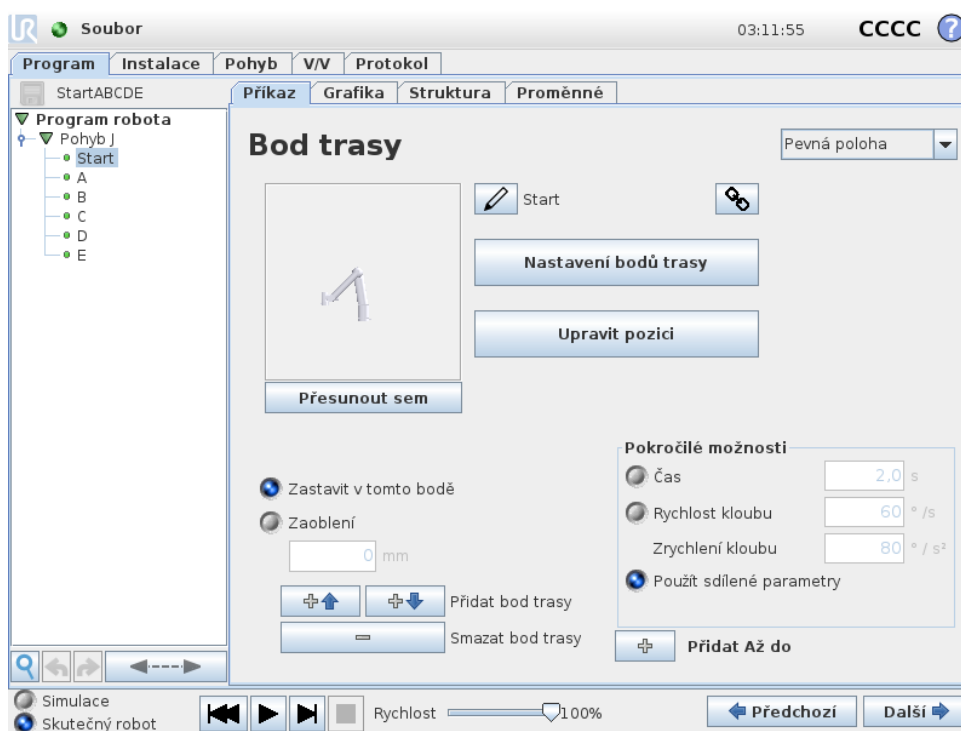 UR Soubor 03:11:55 CCCC ?
Program Instalace Pohyb V/V Protokol
StartABCDE
Příkaz Grafika Struktura Proměnné
Program robota
Pohyb J
Start
A
B
C
D
E
Bod trasy
Pevná poloha
Start
Nastavení bodů trasy
Upravit pozici
Přesunout sem
Zastavit v tomto bodě
Zaoblení
0 mm
Přidat bod trasy
Smazat bod trasy
Pokročilé možnosti
Čas 2,0 s
Rychlost kloubu 60 ° /s
Zrychlení kloubu 80 ° / s²
Použít sdílené parametry
Přidat Až do
Simulace
Skutečný robot
Rychlost 100%
Předchozí Další